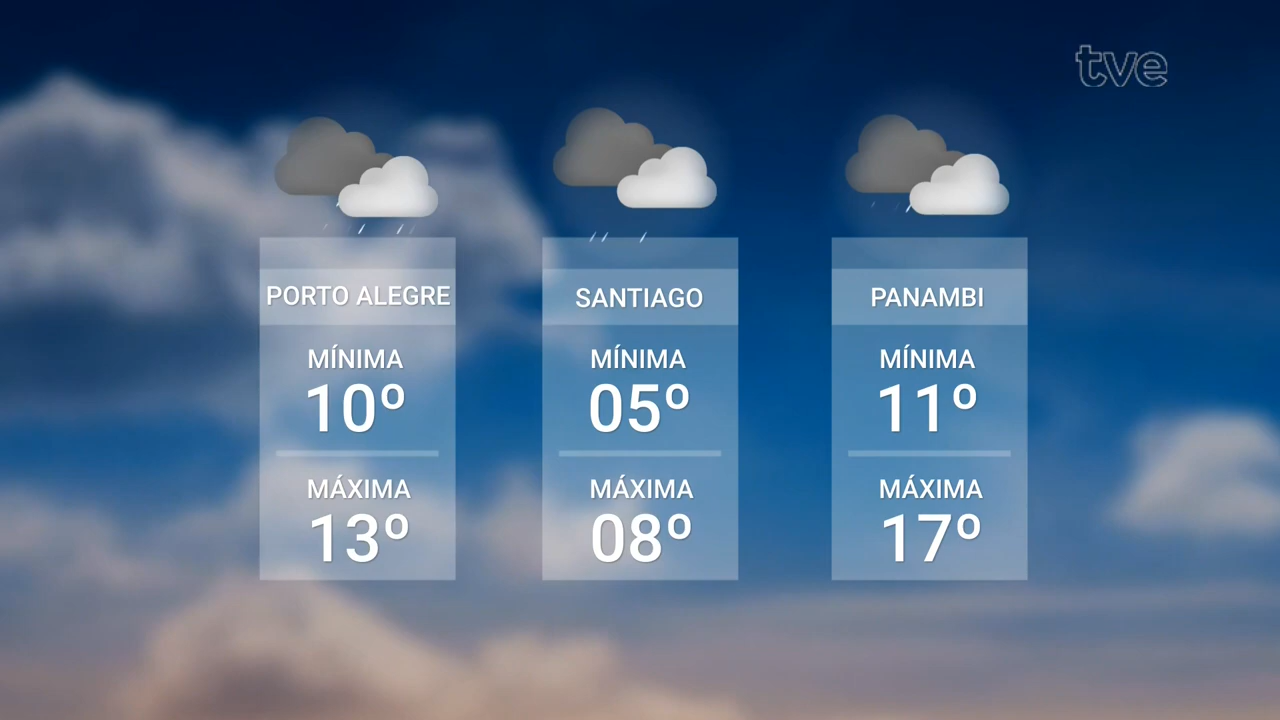 tve
PORTO ALEGRE
MÍNIMA
10º
MÁXIMA
13º
SANTIAGO
MÍNIMA
05º
MÁXIMA
08º
PANAMBI
MÍNIMA
11º
MÁXIMA
17º